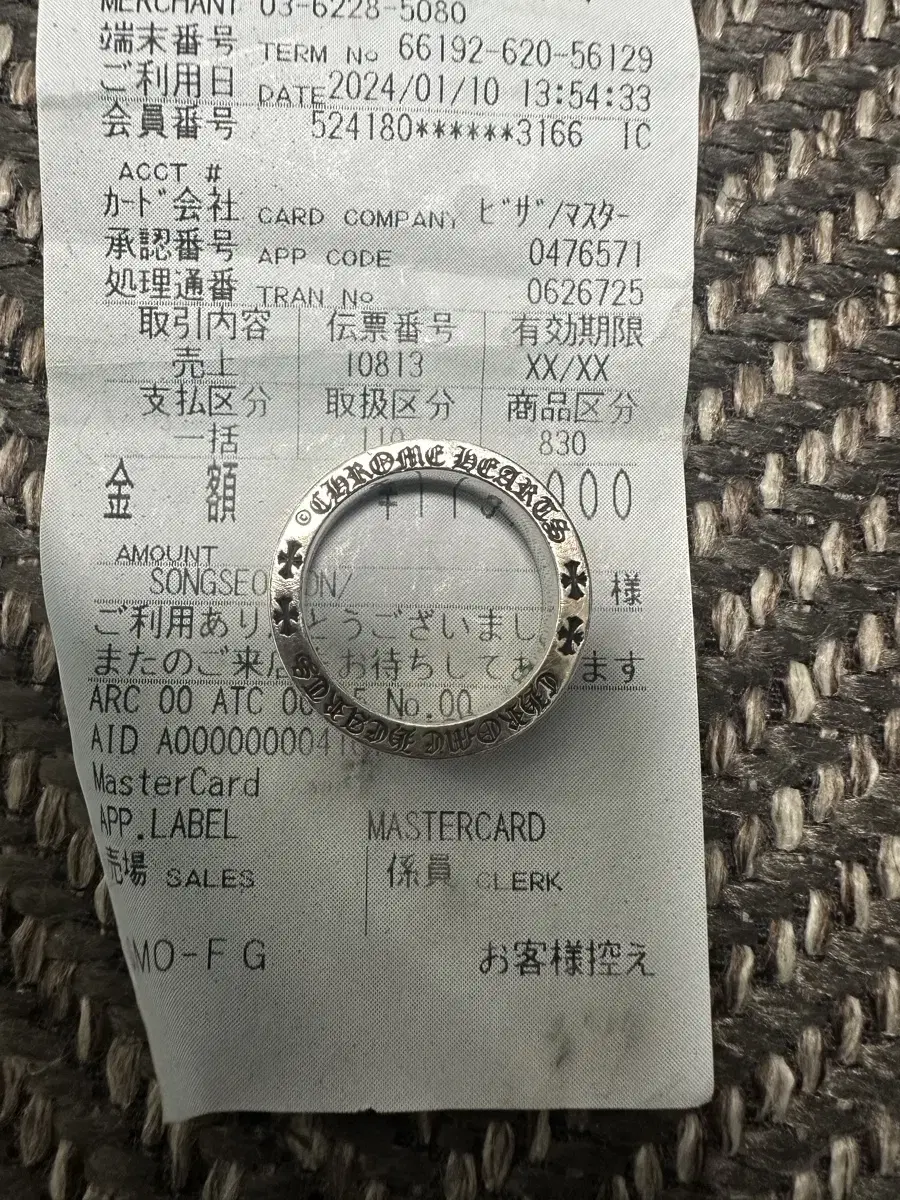 MERCHANT 03-6228-5080
端末番号 TERM No 66192-620-56129
ご利用日 DATE 2024/01/10 13:54:33
会員番号 524180******3166 IC
ACCT #
カード会社 CARD COMPANY ビザ/マスター
承認番号 APP CODE 0476571
処理通番 TRAN No 0626725
取引内容 伝票番号 有効期限
売上 10813 XX/XX
支払区分 取扱区分 商品区分
一括 110 830
金額
AMOUNT
様
ご利用あり とうございまし
またのご来店 お待ちして ます
ARC 00 ATC No.00
AID
MasterCard
APP.LABEL MASTERCARD
売場 SALES 係員 CLERK
MO-FG お客様控え
©CHROME HEARTS
CHROME HEARTS